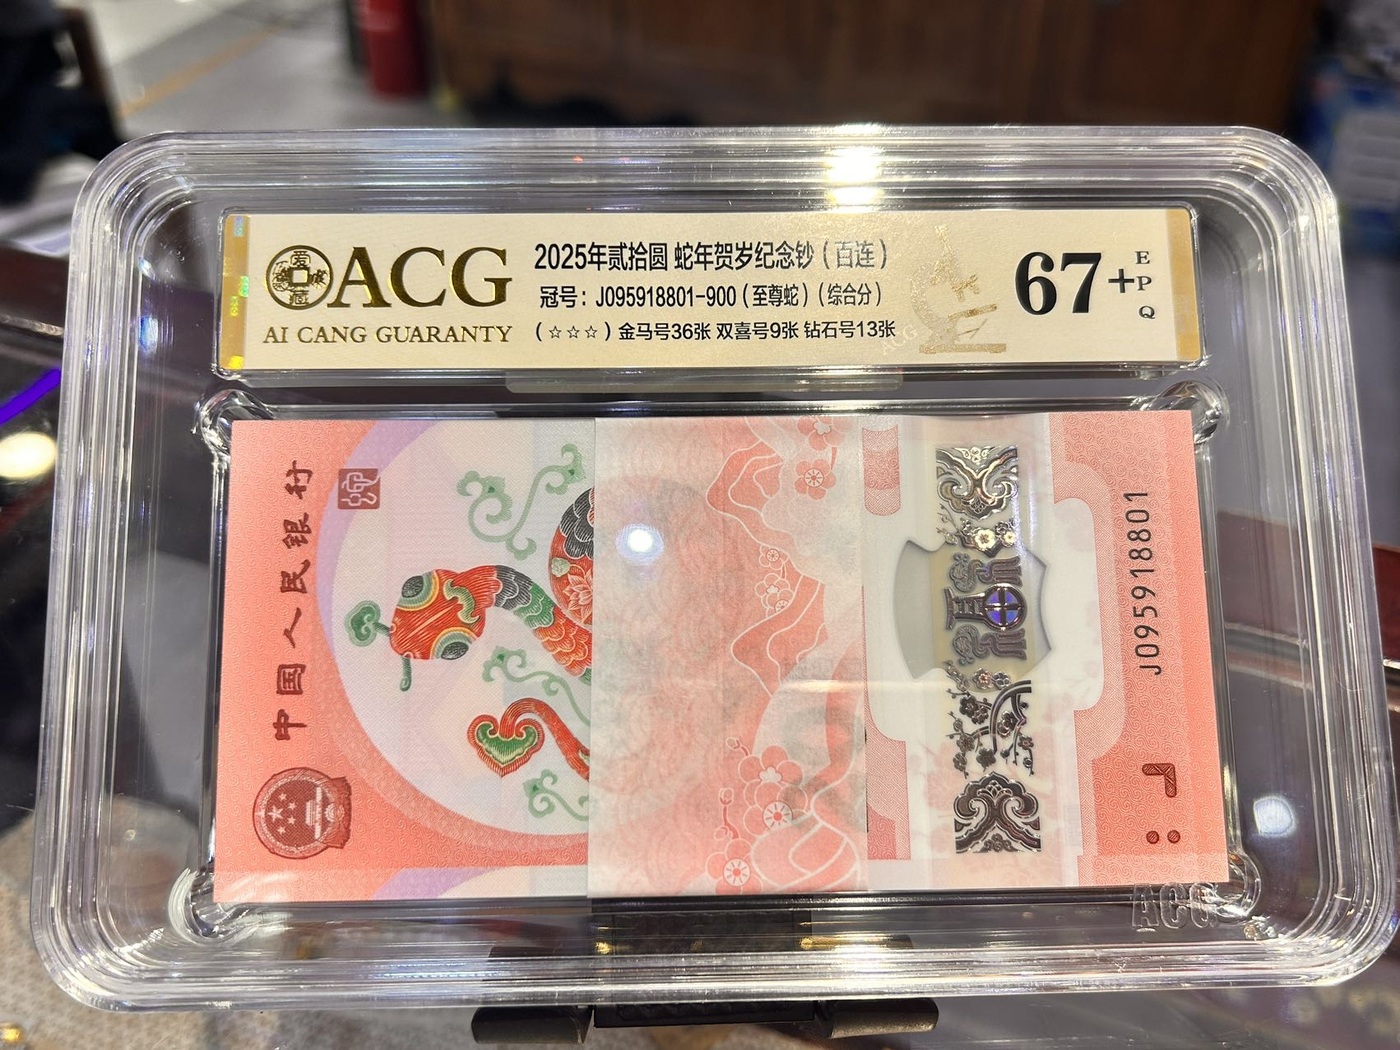 爱藏
ACG
AI CANG GUARANTY
2025年贰拾圆 蛇年贺岁纪念钞（百连）
冠号：J095918801-900（至尊蛇）（综合分）
（☆☆☆）金马号36张 双喜号9张 钻石号13张
67+
E
P
Q
中国人民银行
J095918801
ACG